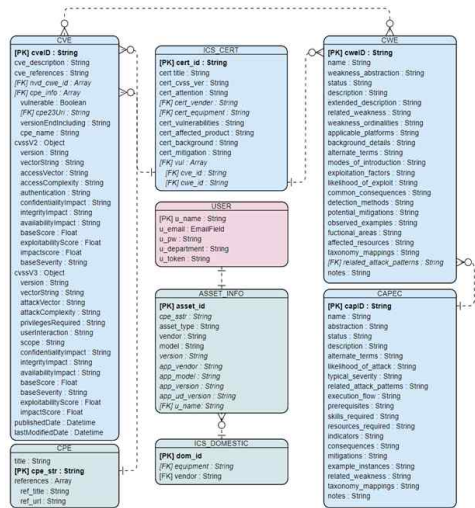 CVE
[PK] cveID : String
cve_description : String
cve_references : String
[FK] nvd_cve_id : Array
[FK] cpe_info : Array
vulnerable : Boolean
[FK] cpe23Uri : String
versionEndIncluding : String
cpe_name : String
cvssV2 : Object
version : String
vectorString : String
accessVector : String
accessComplexity : String
authentication : String
confidentialityImpact : String
integrityImpact : String
availabilityImpact : String
baseScore : Float
exploitabilityScore : Float
impactscore : Float
baseSeverity : String
cvssV3 : Object
version : String
vectorString : String
attackVector : String
attackComplexity : String
privilegesRequired : String
userInteraction : String
scope : String
confidentialityImpact : String
integrityImpact : String
availabilityImpact : String
baseScore : Float
baseSeverity : String
exploitabilityScore : Float
impactScore : Float
publishedDate : Datetime
lastModifiedDate : Datetime
CPE
title : String
[PK] cpe_str : String
references : Array
ref_title : String
ref_url : String
ICS_CERT
[PK] cert_id : String
cert title : String
cert_cvss_ver : String
cert_attention : String
[FK] cert_vender : String
[FK] cert_equipment : String
cert_vulnerabilities : String
cert_affected_product : String
cert_background : String
cert_mitigation : String
[FK] vul : Array
[FK] cve_id : String
[FK] cwe_id : String
USER
[PK] u_name : String
u_email : EmailField
u_pw : String
u_department : String
u_token : String
ASSET_INFO
[PK] asset_id
cpe_sstr : String
asset_type : String
vendor : String
model : String
version : String
app_vendor : String
app_model : String
app_version : String
app_ud_version : String
[FK] u_name: String
ICS_DOMESTIC
[PK] dom_id
[FK] equipment : String
[FK] vendor : String
CWE
[PK] cweID : String
name : String
weakness_abstraction : String
status : String
description : String
extended_description : String
related_weakness : String
weakness_ordinalities : String
applicable_platforms : String
background_details : String
alternate_terms : String
modes_of_introduction : String
exploitation_factors : String
likelihood_of_exploit : String
common_consequences : String
detection_methods : String
potential_mitigations : String
observed_examples : String
fuctional_areas : String
affected_resources : String
taxonomy_mappings : String
[FK] related_attack_patterns : String
notes : String
CAPEC
[PK] capiD : String
name : String
abstraction : String
status : String
description : String
alternate_terms : String
likelihood_of_attack : String
typical_severity : String
related_attack_patterns : String
execution_flow : String
prerequisites : String
skills_required : String
resources_required : String
indicators : String
consequences : String
mitigations : String
example_instances : String
related_weakness : String
taxonomy_mappings : String
notes : String